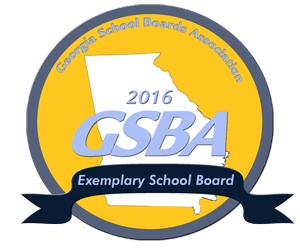 Georgia School Boards Association
2016
GSBA
Exemplary School Board